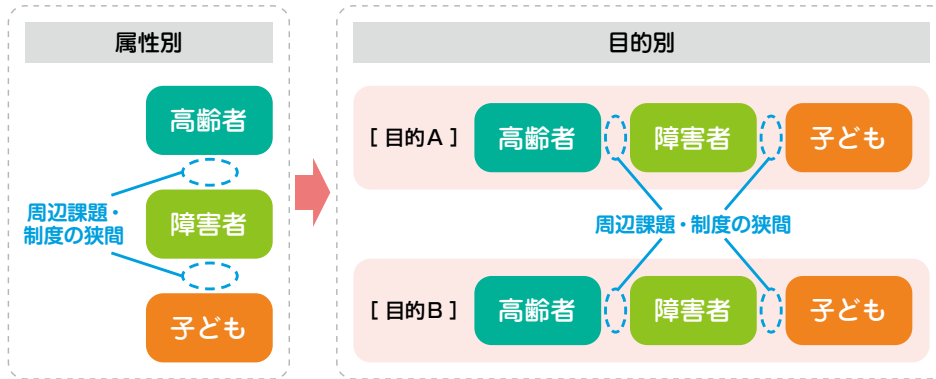 属性別
高齢者
周辺課題・
制度の狭間
障害者
子ども
目的別
[ 目的A ]
高齢者
障害者
子ども
周辺課題・制度の狭間
[ 目的B ]
高齢者
障害者
子ども